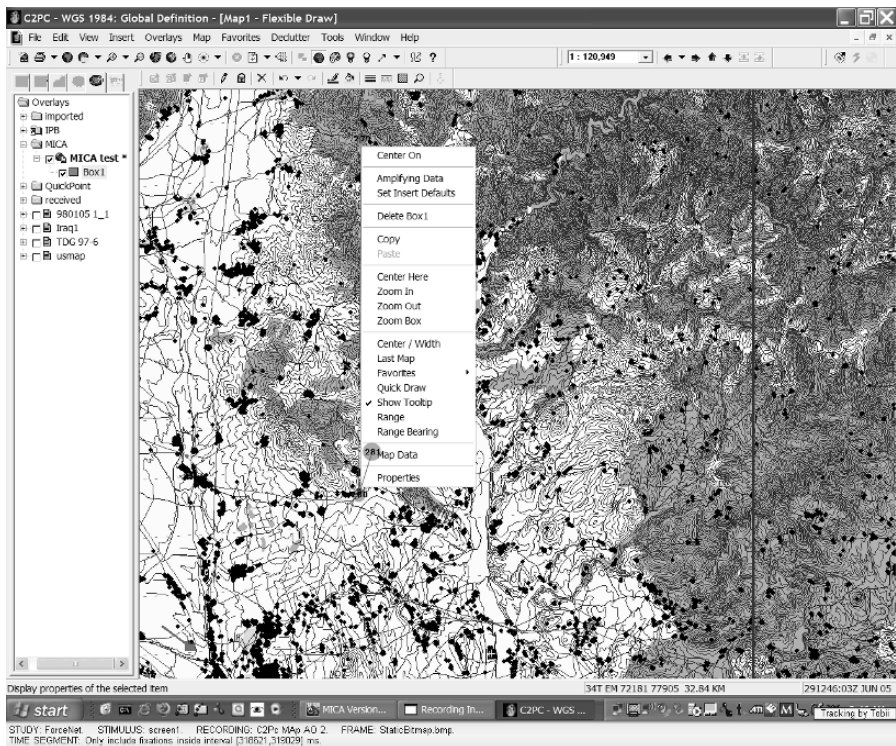 C2PC - WGS 1984: Global Definition - [Map1 - Flexible Draw]
File Edit View Insert Overlays Map Favorites Declutter Tools Window Help
1 : 120,949
Overlays
imported
IPB
MICA
MICA test *
Box1
QuickPoint
received
980105 1_1
Iraq1
TDG 97-6
usmap
Center On
Amplifying Data
Set Insert Defaults
Delete Box1
Copy
Paste
Center Here
Zoom In
Zoom Out
Zoom Box
Center / Width
Last Map
Favorites
Quick Draw
Show Tooltip
Range
Range Bearing
281
Map Data
Properties
Display properties of the selected item
34T EM 72181 77905 32.84 KM
291246:03Z JUN 05
start
MICA Version...
Recording In...
C2PC - WGS ...
Tracking by Tobii
STUDY: ForceNet. STIMULUS: screen1. RECORDING: C2Pc MAp AO 2. FRAME: StaticBitmap.bmp.
TIME SEGMENT: Only include fixations inside interval [318621,319029] ms.